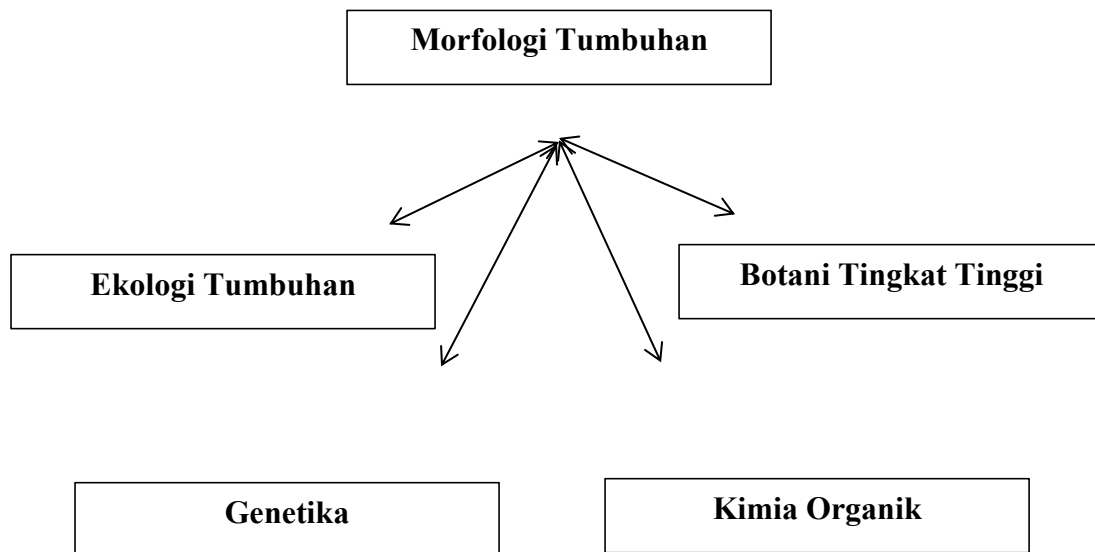 Morfologi Tumbuhan
Ekologi Tumbuhan
Botani Tingkat Tinggi
Genetika
Kimia Organik